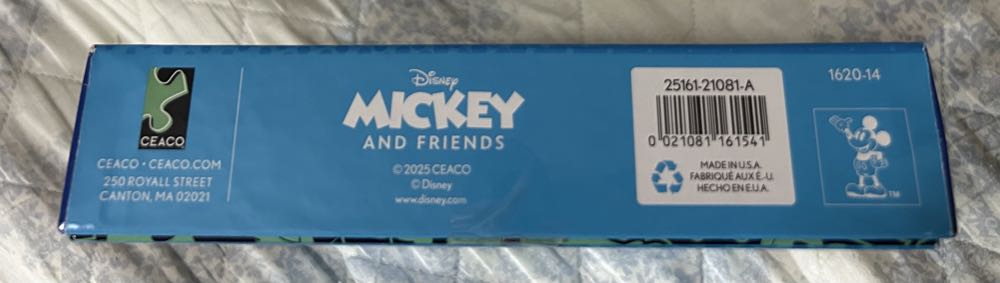 CEACO
CEACO • CEACO.COM
250 ROYALL STREET
CANTON, MA 02021
Disney
MICKEY
AND FRIENDS
© 2025 CEACO
© Disney
www.disney.com
25161-21081-A
0 021081 161541
MADE IN U.S.A.
FABRIQUÉ AUX É.-U.
HECHO EN E.U.A.
1620-14
TM